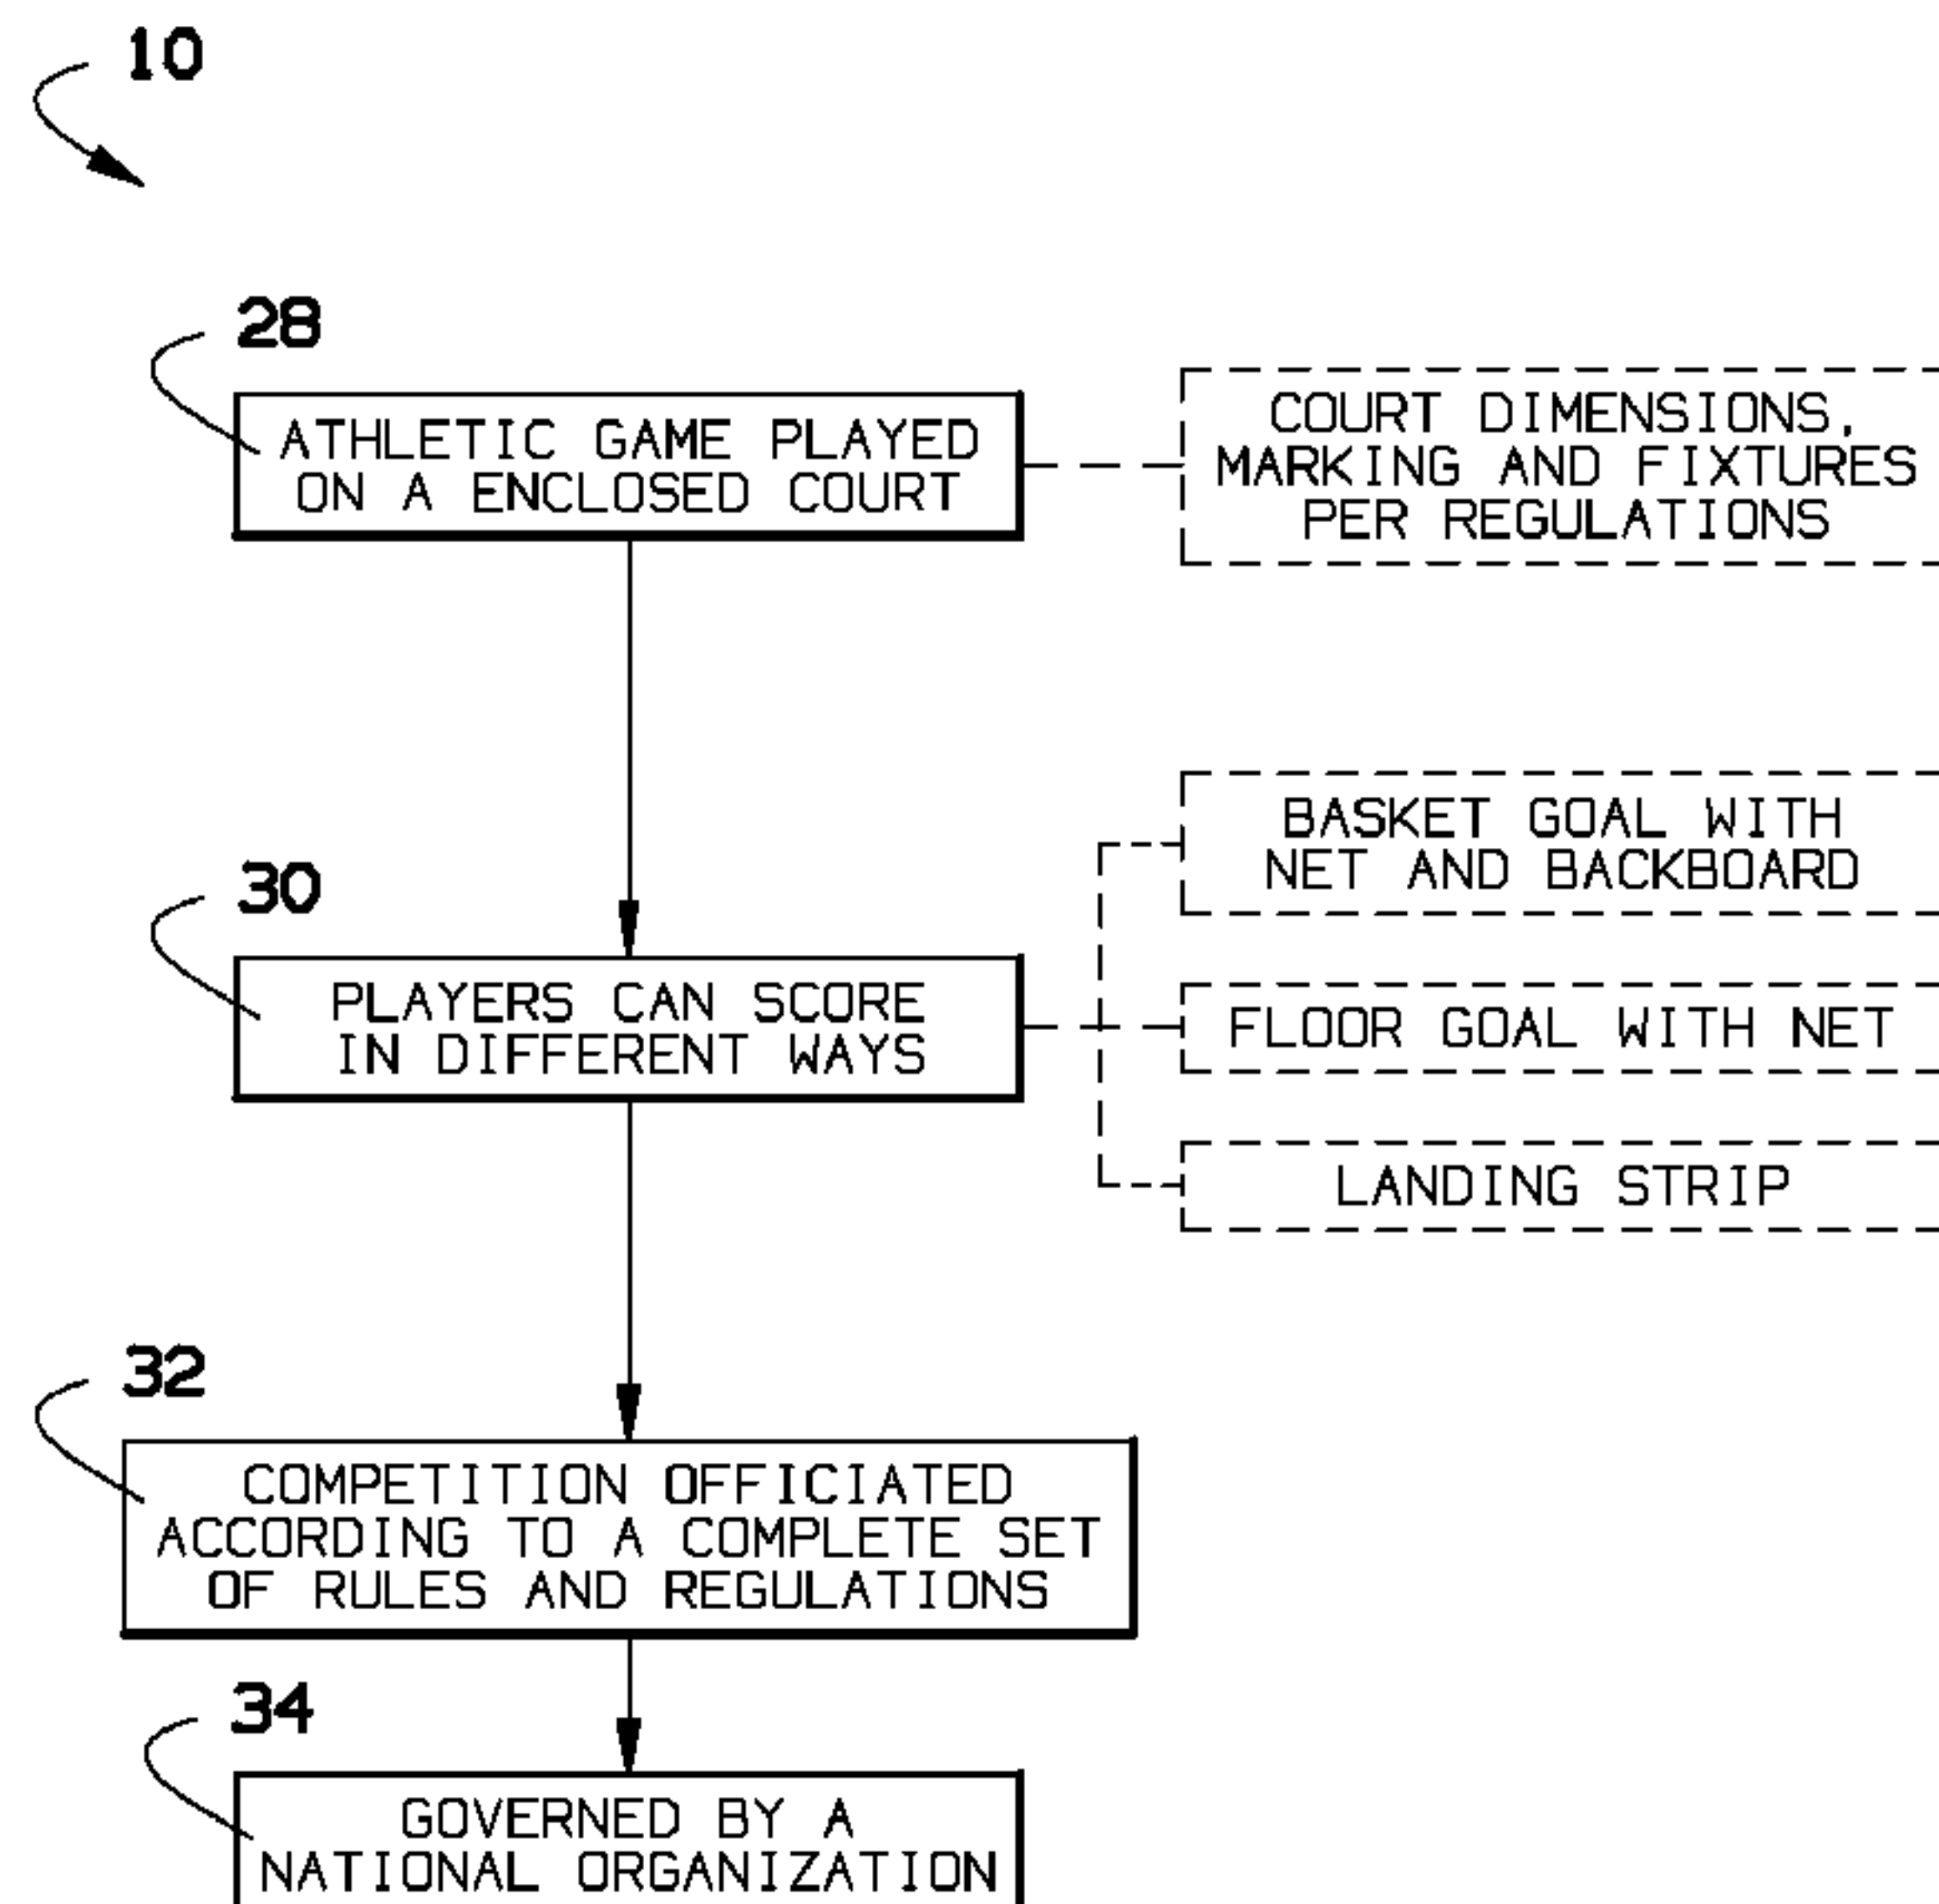 10
28
ATHLETIC GAME PLAYED
ON A ENCLOSED COURT
COURT DIMENSIONS,
MARKING AND FIXTURES
PER REGULATIONS
30
PLAYERS CAN SCORE
IN DIFFERENT WAYS
BASKET GOAL WITH
NET AND BACKBOARD
FLOOR GOAL WITH NET
LANDING STRIP
32
COMPETITION OFFICIATED
ACCORDING TO A COMPLETE SET
OF RULES AND REGULATIONS
34
GOVERNED BY A
NATIONAL ORGANIZATION